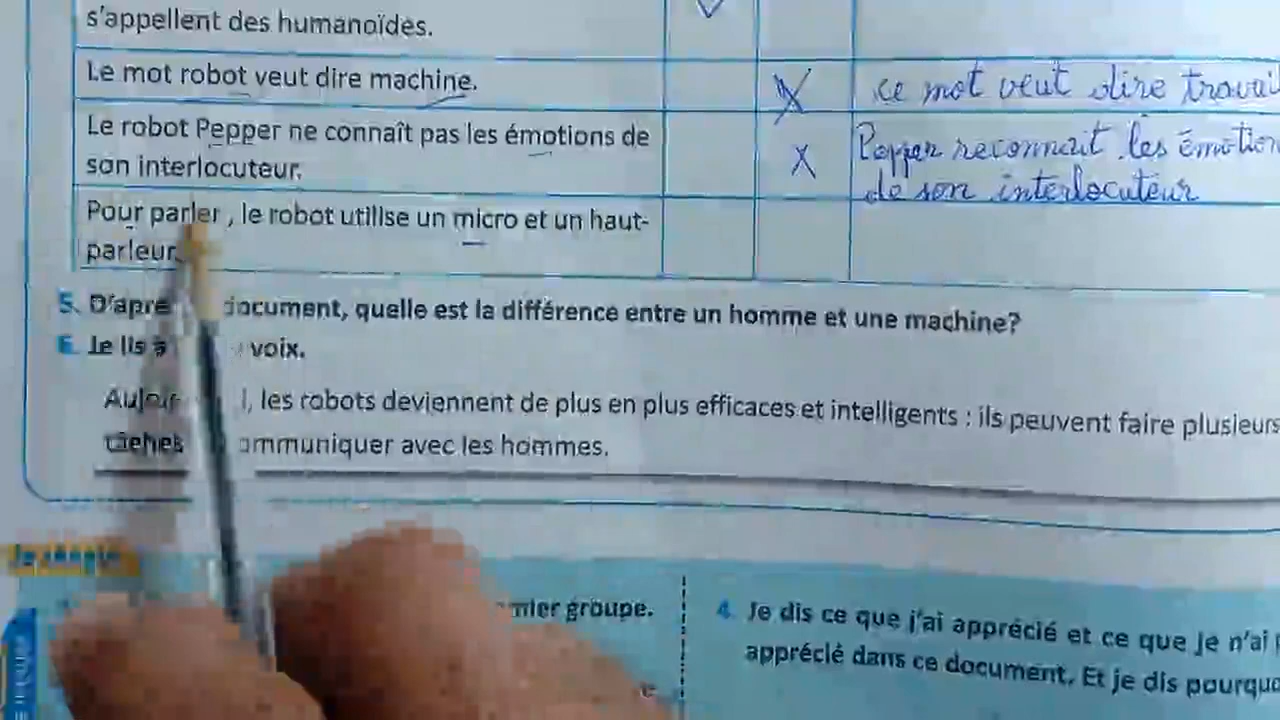 s'appellent des humanoïdes.
Le mot robot veut dire machine.
ce mot veut dire travail
Le robot Pepper ne connaît pas les émotions de
son interlocuteur.
X
Pepper reconnait les émotion
de son interlocuteur
Pour parler, le robot utilise un micro et un haut-
parleur.
5. D'après document, quelle est la différence entre un homme et une machine?
6. Je lis à voix.
les robots deviennent de plus en plus efficaces et intelligents : ils peuvent faire plusieurs
tâches communiquer avec les hommes.
groupe.
4. Je dis ce que j'ai apprécié et ce que je n'ai
apprécié dans ce document. Et je dis pourquo